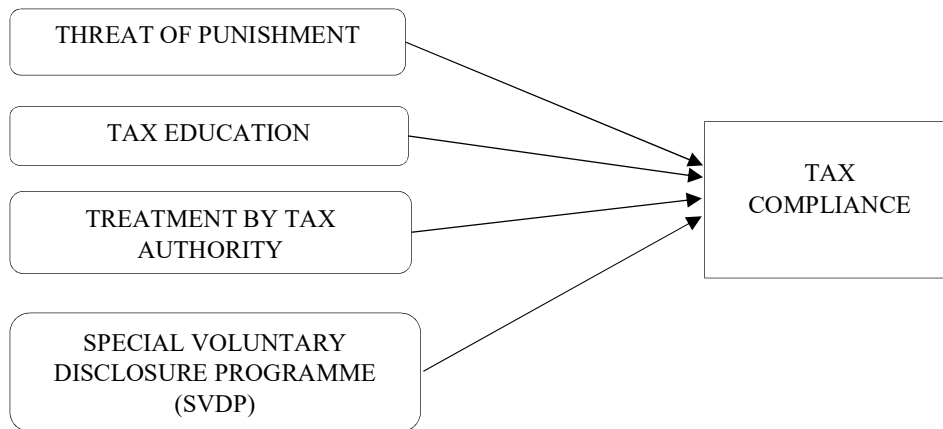 THREAT OF PUNISHMENT
TAX EDUCATION
TREATMENT BY TAX
AUTHORITY
SPECIAL VOLUNTARY
DISCLOSURE PROGRAMME
(SVDP)
TAX
COMPLIANCE